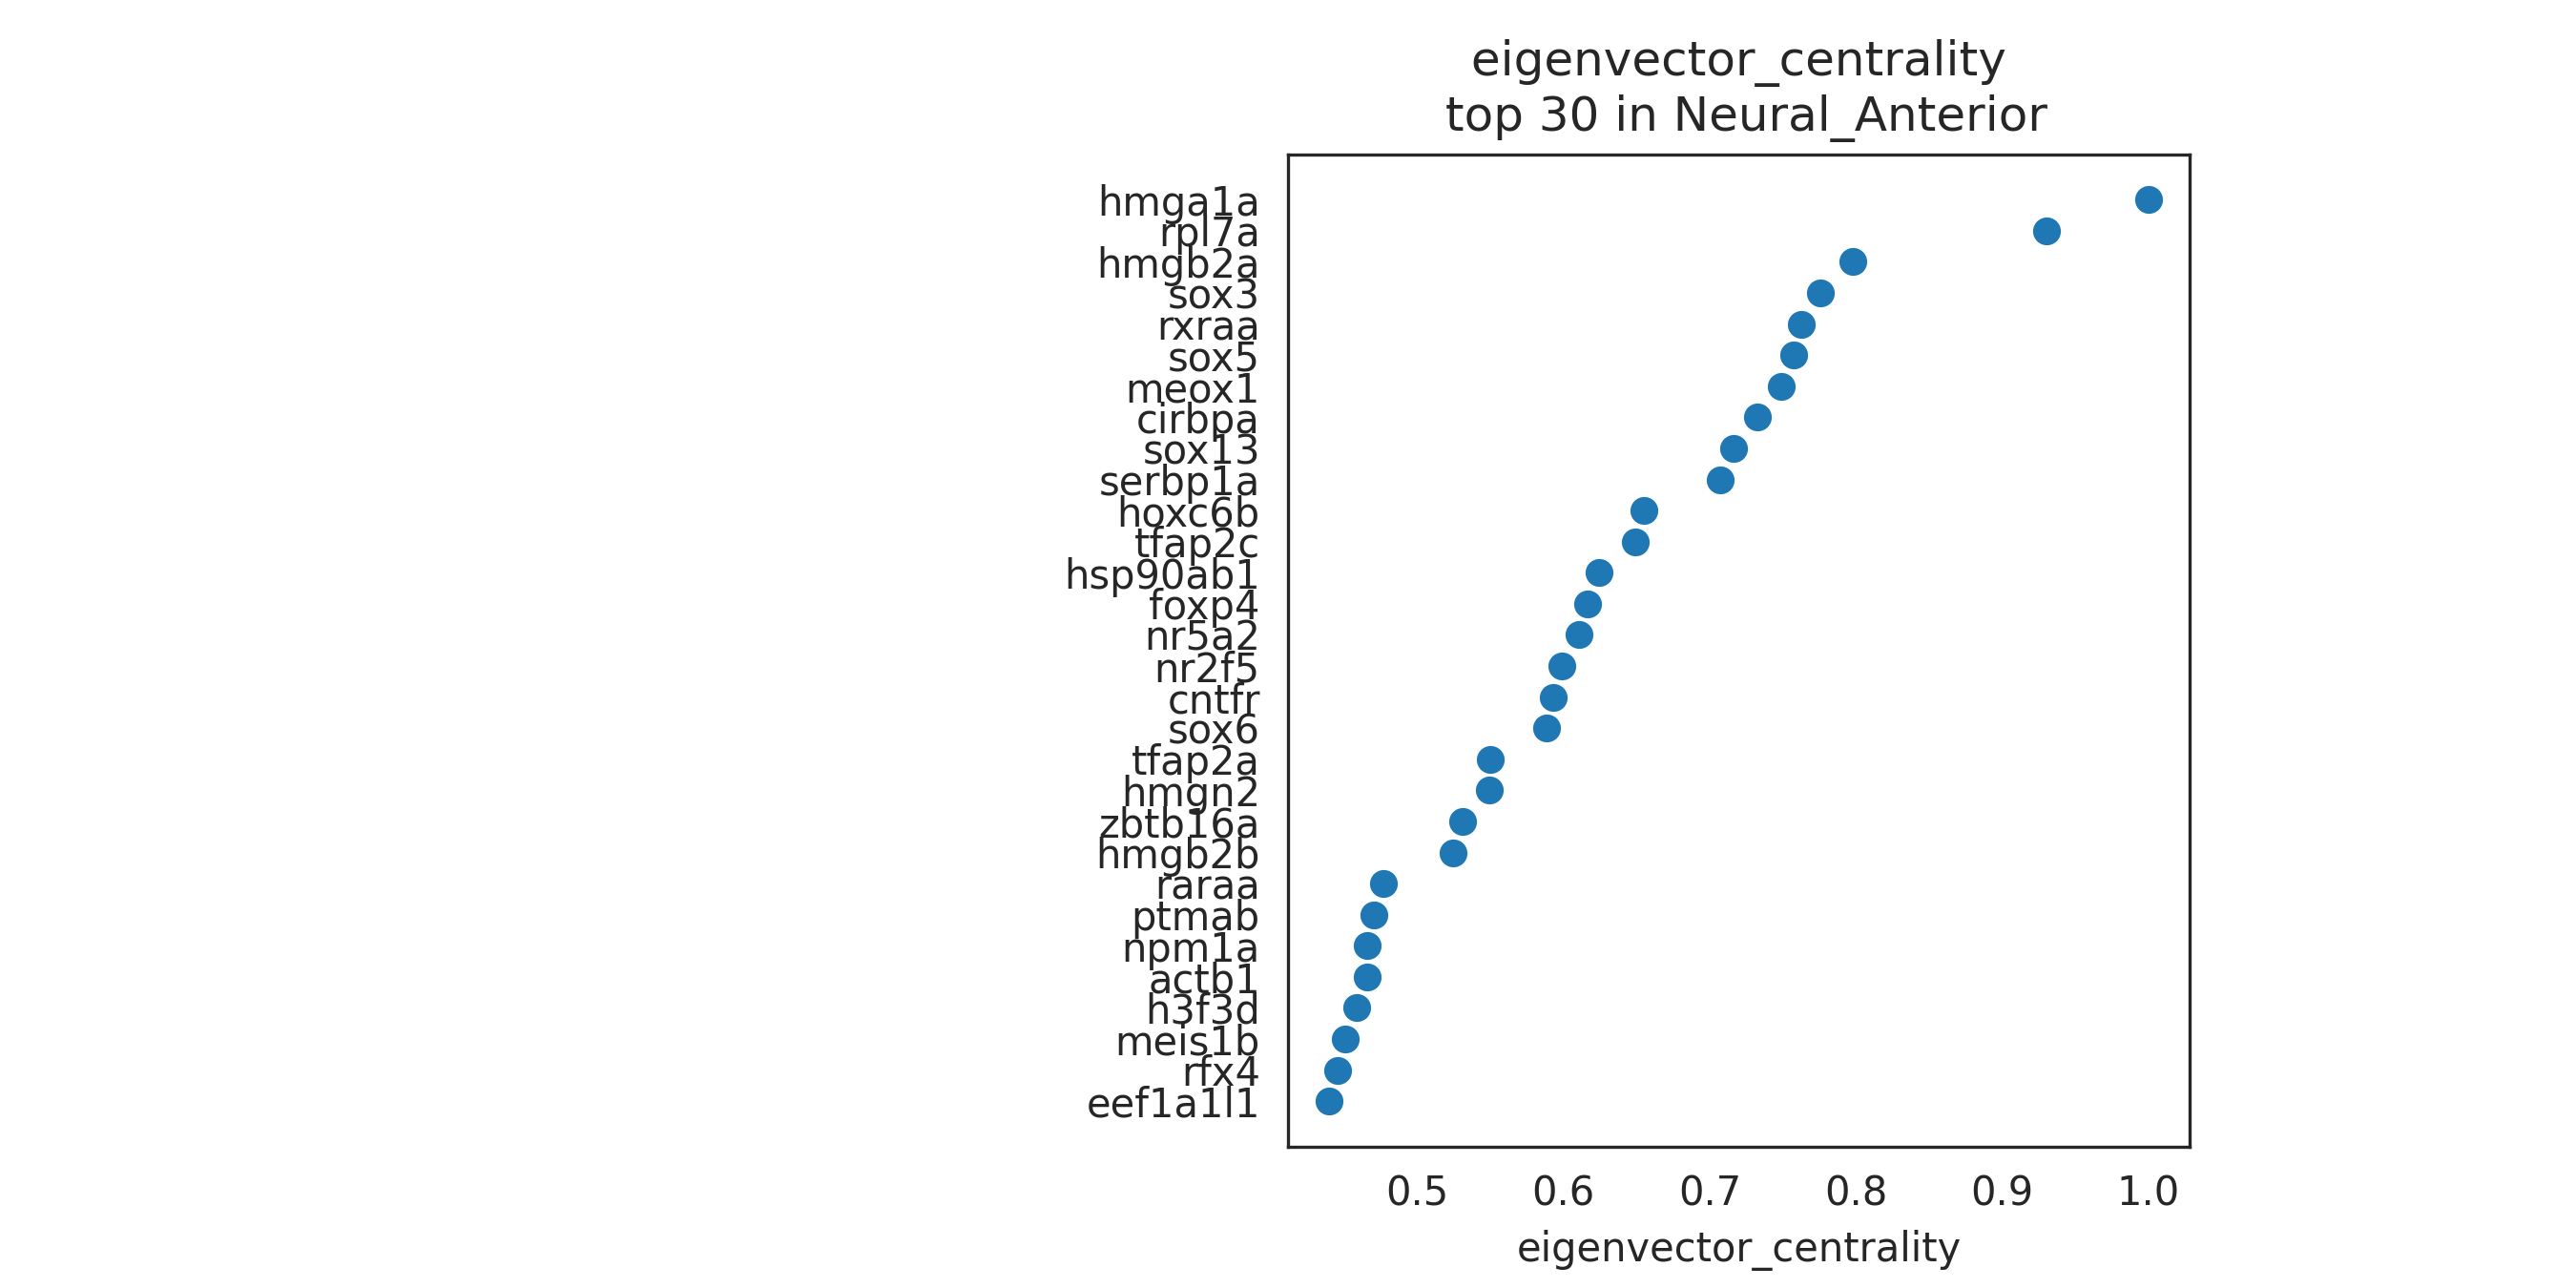 eigenvector_centrality
top 30 in Neural_Anterior
hmga1a
rpl7a
hmgb2a
sox3
rxraa
sox5
meox1
cirbpa
sox13
serbp1a
hoxc6b
tfap2c
hsp90ab1
foxp4
nr5a2
nr2f5
cntfr
sox6
tfap2a
hmgn2
zbtb16a
hmgb2b
raraa
ptmab
npm1a
actb1
h3f3d
meis1b
rfx4
eef1a1l1
0.5 0.6 0.7 0.8 0.9 1.0
eigenvector_centrality